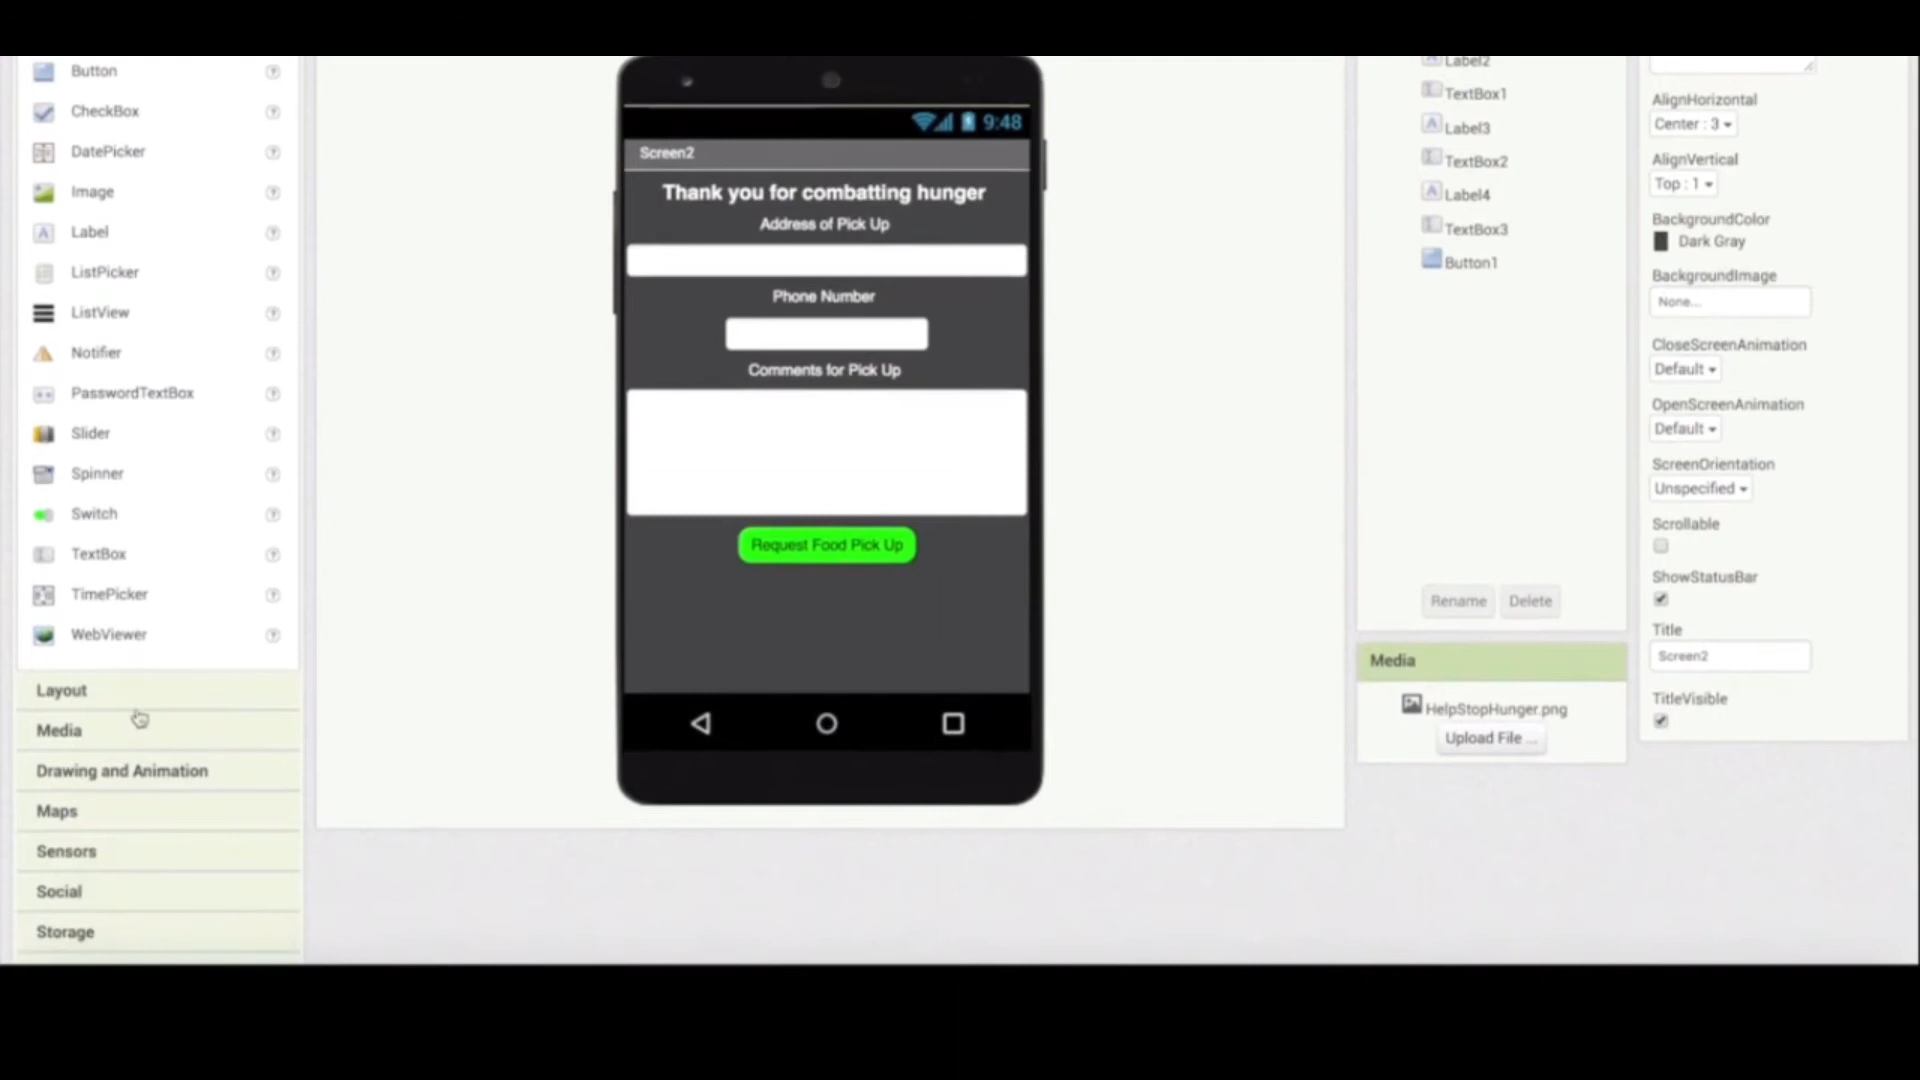 Button
CheckBox
DatePicker
Image
Label
ListPicker
ListView
Notifier
PasswordTextBox
Slider
Spinner
Switch
TextBox
TimePicker
WebViewer
Layout
Media
Drawing and Animation
Maps
Sensors
Social
Storage
9:48
Screen2
Thank you for combatting hunger
Address of Pick Up
Phone Number
Comments for Pick Up
Request Food Pick Up
Label2
TextBox1
Label3
TextBox2
Label4
TextBox3
Button1
Rename Delete
Media
HelpStopHunger.png
Upload File ...
AlignHorizontal
Center : 3
AlignVertical
Top : 1
BackgroundColor
Dark Gray
BackgroundImage
None...
CloseScreenAnimation
Default
OpenScreenAnimation
Default
ScreenOrientation
Unspecified
Scrollable
ShowStatusBar
Title
Screen2
TitleVisible